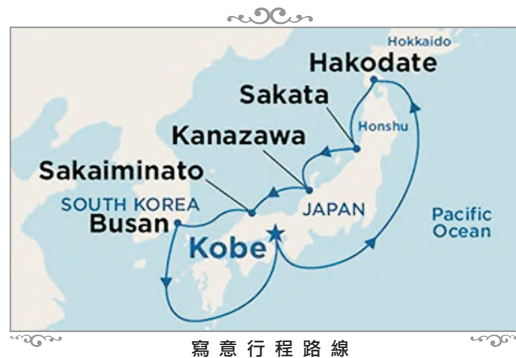 Hokkaido
Hakodate
Sakata
Honshu
Kanazawa
Sakaiminato
SOUTH KOREA
JAPAN
Busan
Pacific
Ocean
Kobe
寫意行程路線